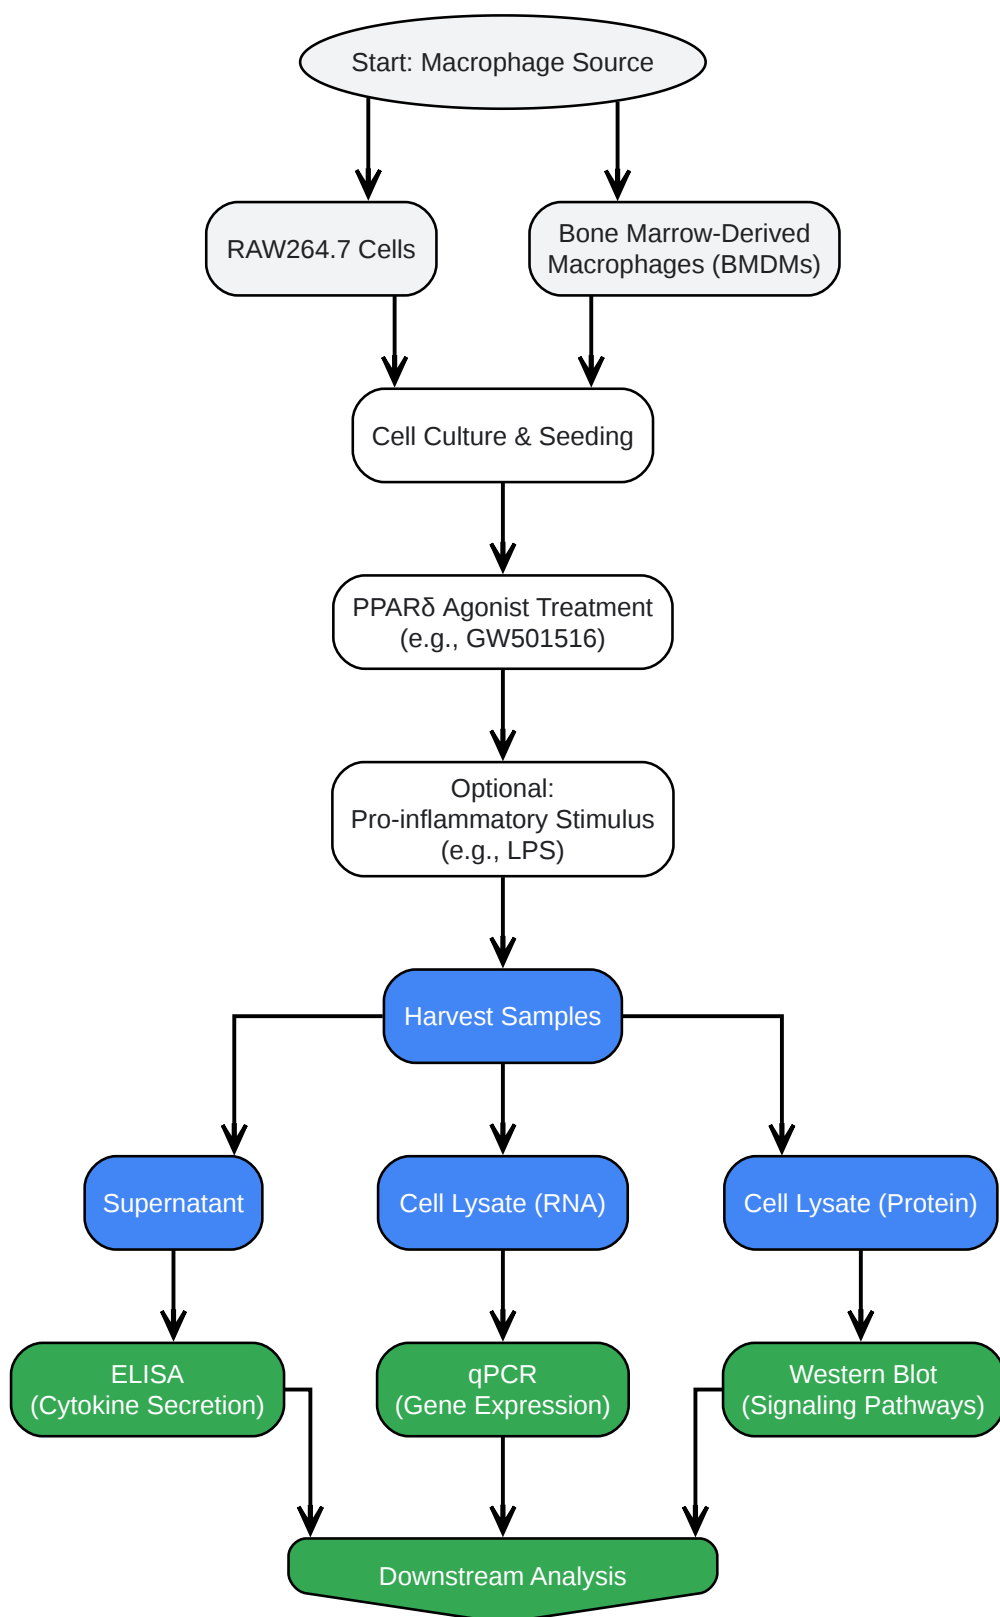 Start: Macrophage Source
RAW264.7 Cells
Bone Marrow-Derived
Macrophages (BMDMs)
Cell Culture & Seeding
PPARδ Agonist Treatment
(e.g., GW501516)
Optional:
Pro-inflammatory Stimulus
(e.g., LPS)
Harvest Samples
Supernatant
Cell Lysate (RNA)
Cell Lysate (Protein)
ELISA
(Cytokine Secretion)
qPCR
(Gene Expression)
Western Blot
(Signaling Pathways)
Downstream Analysis